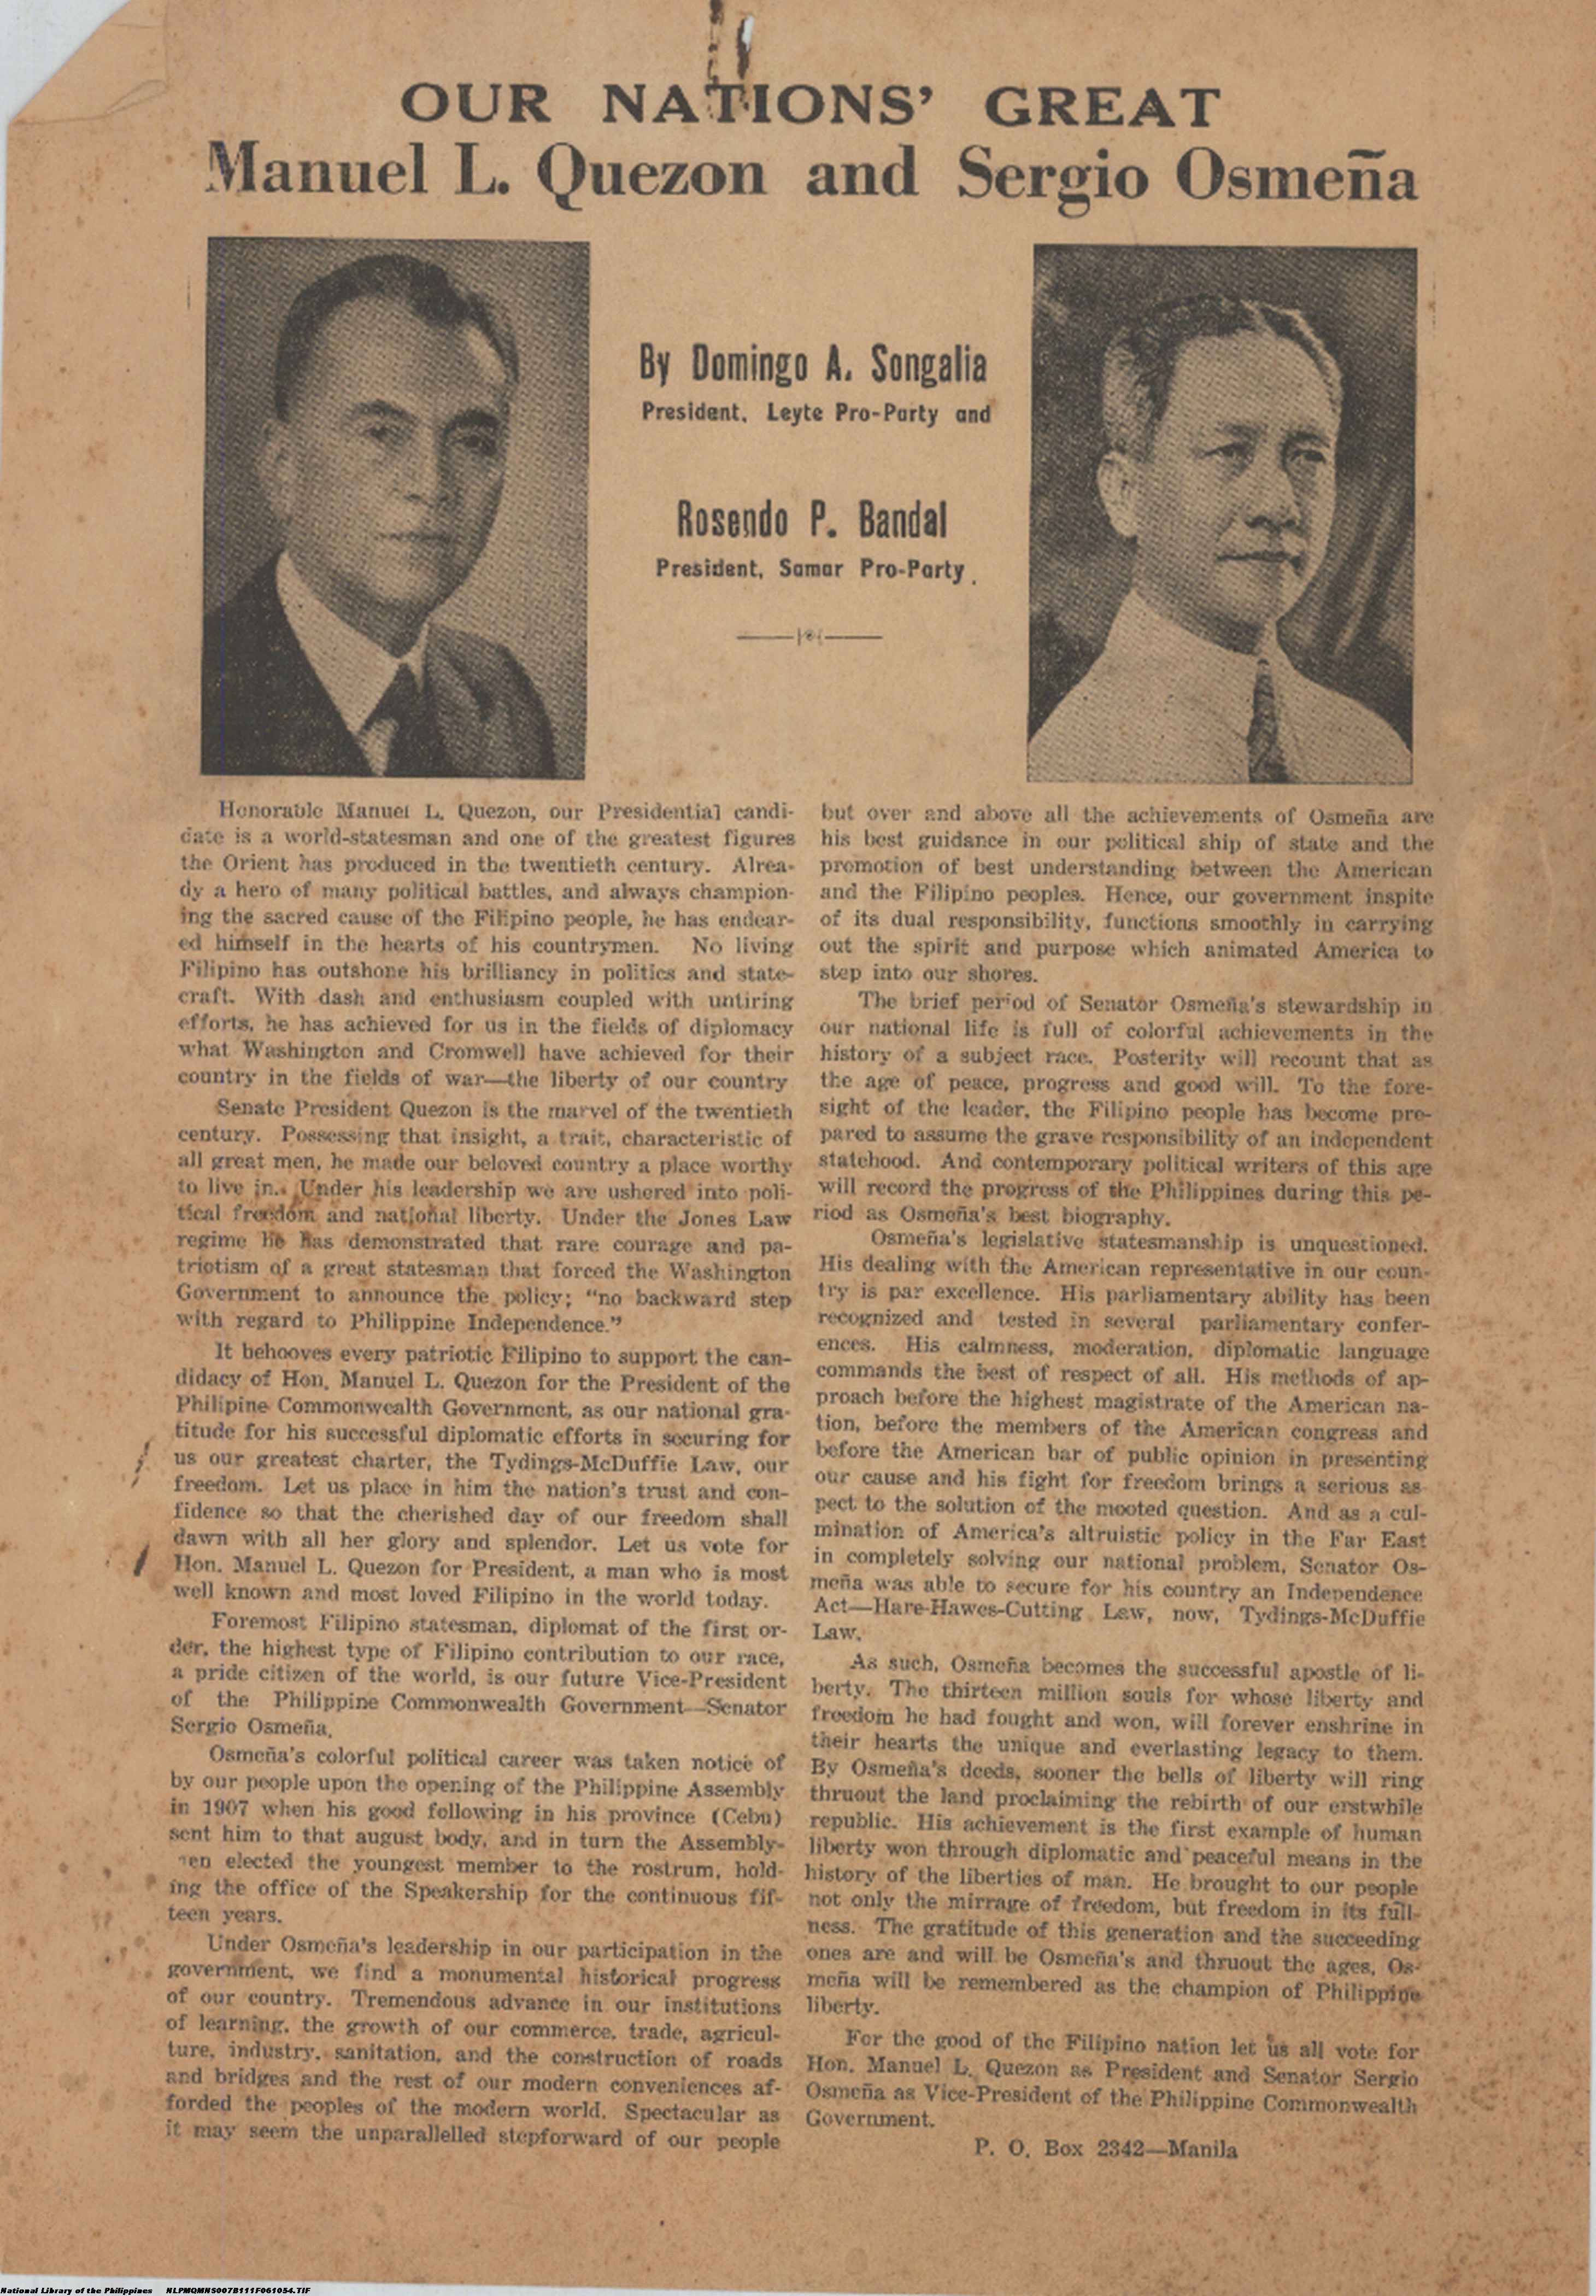 OUR NATIONS' GREAT
Manuel L. Quezon and Sergio Osmeña
By Domingo A. Songalia
President, Leyte Pro-Party and
Rosendo P. Bandal
President, Samar Pro-Party.
Honorable Manuel L. Quezon, our Presidential candi-
date is a world-statesman and one of the greatest figures
the Orient has produced in the twentieth century. Alrea-
dy a hero of many political battles, and always champion-
ing the sacred cause of the Filipino people, he has endear-
ed himself in the hearts of his countrymen. No living
Filipino has outshone his brilliancy in politics and state-
craft. With dash and enthusiasm coupled with untiring
efforts, he has achieved for us in the fields of diplomacy
what Washington and Cromwell have achieved for their
country in the fields of war—the liberty of our country
Senate President Quezon is the marvel of the twentieth
century. Possessing that insight, a trait, characteristic of
all great men, he made our beloved country a place worthy
to live in. Under his leadership we are ushered into poli-
tical freedom and national liberty. Under the Jones Law
regime he has demonstrated that rare courage and pa-
triotism of a great statesman that forced the Washington
Government to announce the policy; "no backward step
with regard to Philippine Independence."
It behooves every patriotic Filipino to support the can-
didacy of Hon. Manuel L. Quezon for the President of the
Philipine Commonwealth Government, as our national gra-
titude for his successful diplomatic efforts in securing for
us our greatest charter, the Tydings-McDuffie Law, our
freedom. Let us place in him the nation's trust and con-
fidence so that the cherished day of our freedom shall
dawn with all her glory and splendor. Let us vote for
Hon. Manuel L. Quezon for President, a man who is most
well known and most loved Filipino in the world today.
Foremost Filipino statesman, diplomat of the first or-
der, the highest type of Filipino contribution to our race,
a pride citizen of the world, is our future Vice-President
of the Philippine Commonwealth Government—Senator
Sergio Osmeña.
Osmeña's colorful political career was taken notice of
by our people upon the opening of the Philippine Assembly
in 1907 when his good following in his province (Cebu)
sent him to that august body, and in turn the Assembly-
en elected the youngest member to the rostrum, hold-
ing the office of the Speakership for the continuous fif-
teen years.
Under Osmeña's leadership in our participation in the
government, we find a monumental historical progress
of our country. Tremendous advance in our institutions
of learning, the growth of our commerce, trade, agricul-
ture, industry, sanitation, and the construction of roads
and bridges and the rest of our modern conveniences af-
forded the peoples of the modern world. Spectacular as
it may seem the unparallelled stepforward of our people
but over and above all the achievements of Osmeña are
his best guidance in our political ship of state and the
promotion of best understanding between the American
and the Filipino peoples. Hence, our government inspite
of its dual responsibility, functions smoothly in carrying
out the spirit and purpose which animated America to
step into our shores.
The brief period of Senator Osmeña's stewardship in
our national life is full of colorful achievements in the
history of a subject race. Posterity will recount that as
the age of peace, progress and good will. To the fore-
sight of the leader, the Filipino people has become pre-
pared to assume the grave responsibility of an independent
statehood. And contemporary political writers of this age
will record the progress of the Philippines during this pe-
riod as Osmeña's best biography.
Osmeña's legislative statesmanship is unquestioned.
His dealing with the American representative in our coun-
try is par excellence. His parliamentary ability has been
recognized and tested in several parliamentary confer-
ences. His calmness, moderation, diplomatic language
commands the best of respect of all. His methods of ap-
proach before the highest magistrate of the American na-
tion, before the members of the American congress and
before the American bar of public opinion in presenting
our cause and his fight for freedom brings a serious as-
pect to the solution of the mooted question. And as a cul-
mination of America's altruistic policy in the Far East
in completely solving our national problem, Senator Os-
meña was able to secure for his country an Independence
Act—Hare-Hawes-Cutting Law, now, Tydings-McDuffie
Law.
As such, Osmeña becomes the successful apostle of li-
berty. The thirteen million souls for whose liberty and
freedom he had fought and won, will forever enshrine in
their hearts the unique and everlasting legacy to them.
By Osmeña's deeds, sooner the bells of liberty will ring
thruout the land proclaiming the rebirth of our erstwhile
republic. His achievement is the first example of human
liberty won through diplomatic and peaceful means in the
history of the liberties of man. He brought to our people
not only the mirrage of freedom, but freedom in its full-
ness. The gratitude of this generation and the succeeding
ones are and will be Osmeña's and thruout the ages, Os-
meña will be remembered as the champion of Philippine
liberty.
For the good of the Filipino nation let us all vote for
Hon. Manuel L. Quezon as President and Senator Sergio
Osmeña as Vice-President of the Philippine Commonwealth
Government.
P. O. Box 2342—Manila
National Library of the Philippines NLPMQMNS007B111F061054.TIF